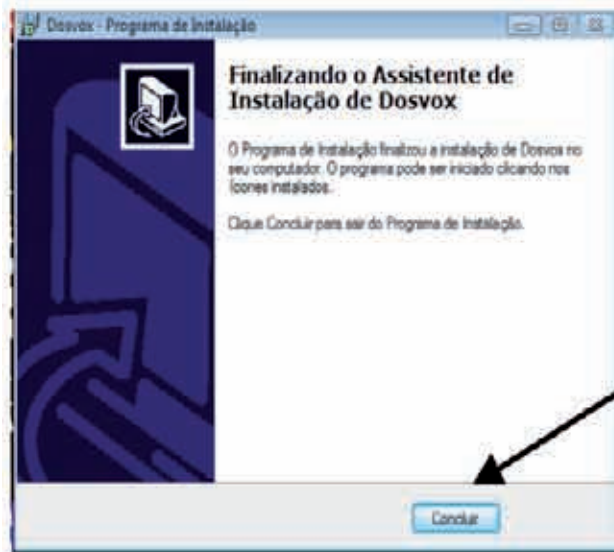 Dosvox - Programa de Instalação
Finalizando o Assistente de
Instalação de Dosvox
O Programa de Instalação finalizou a instalação de Dosvox no
seu computador. O programa pode ser iniciado clicando nos
ícones instalados.
Clique Concluir para sair do Programa de Instalação.
Concluir